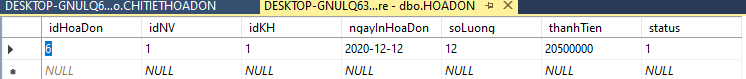 DESKTOP-GNULQ6...o.CHITIETHOADON DESKTOP-GNULQ63...re - dbo.HOADON
idHoaDon idNV idKH ngayInHoaDon soLuong thanhTien status
6 1 1 2020-12-12 12 20500000 1
NULL NULL NULL NULL NULL NULL NULL